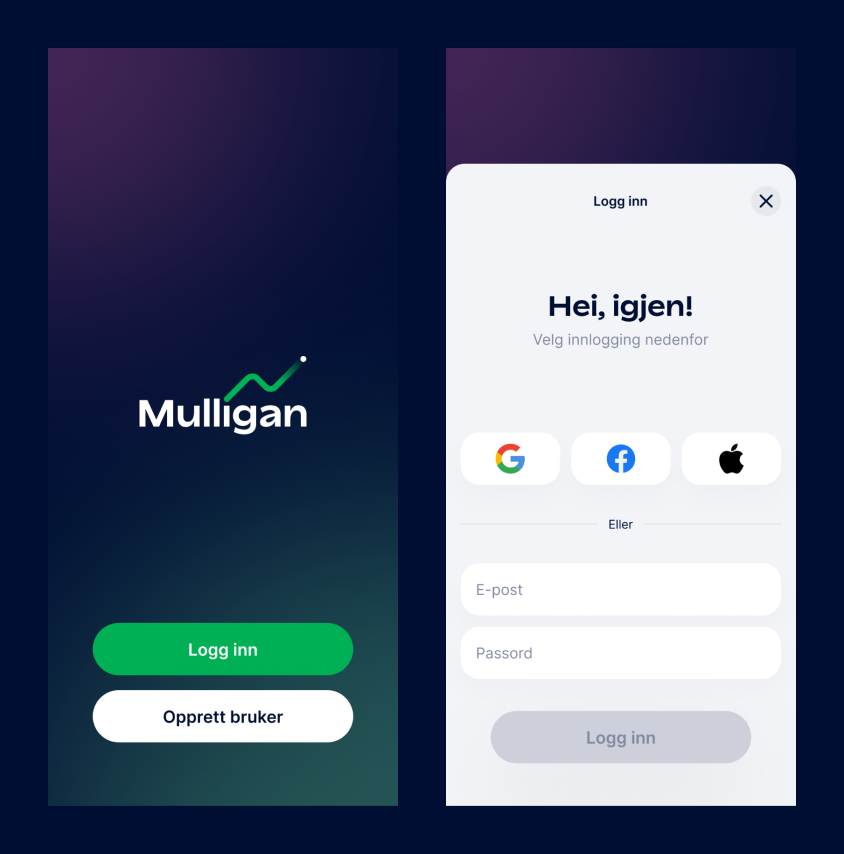 Mulligan
Logg inn
Opprett bruker
Logg inn
Hei, igjen!
Velg innlogging nedenfor
Eller
E-post
Passord
Logg inn